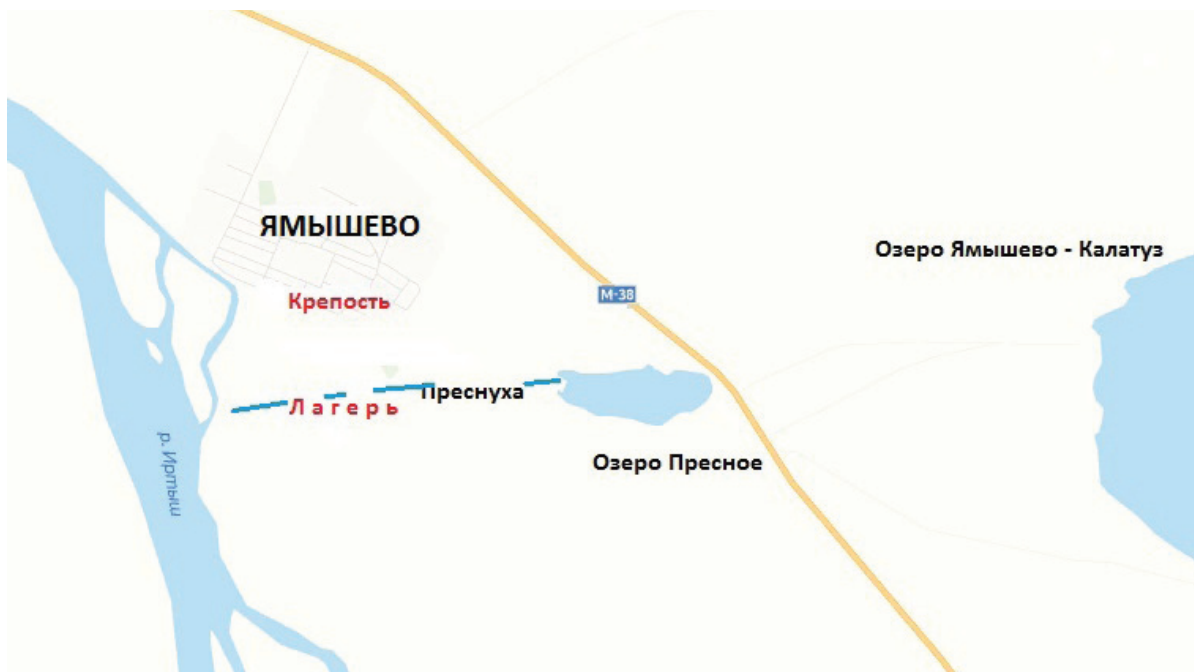 ЯМЫШЕВО
Озеро Ямышево - Калатуз
Крепость
М-38
Преснуха
Лагерь
Озеро Пресное
р. Иртыш